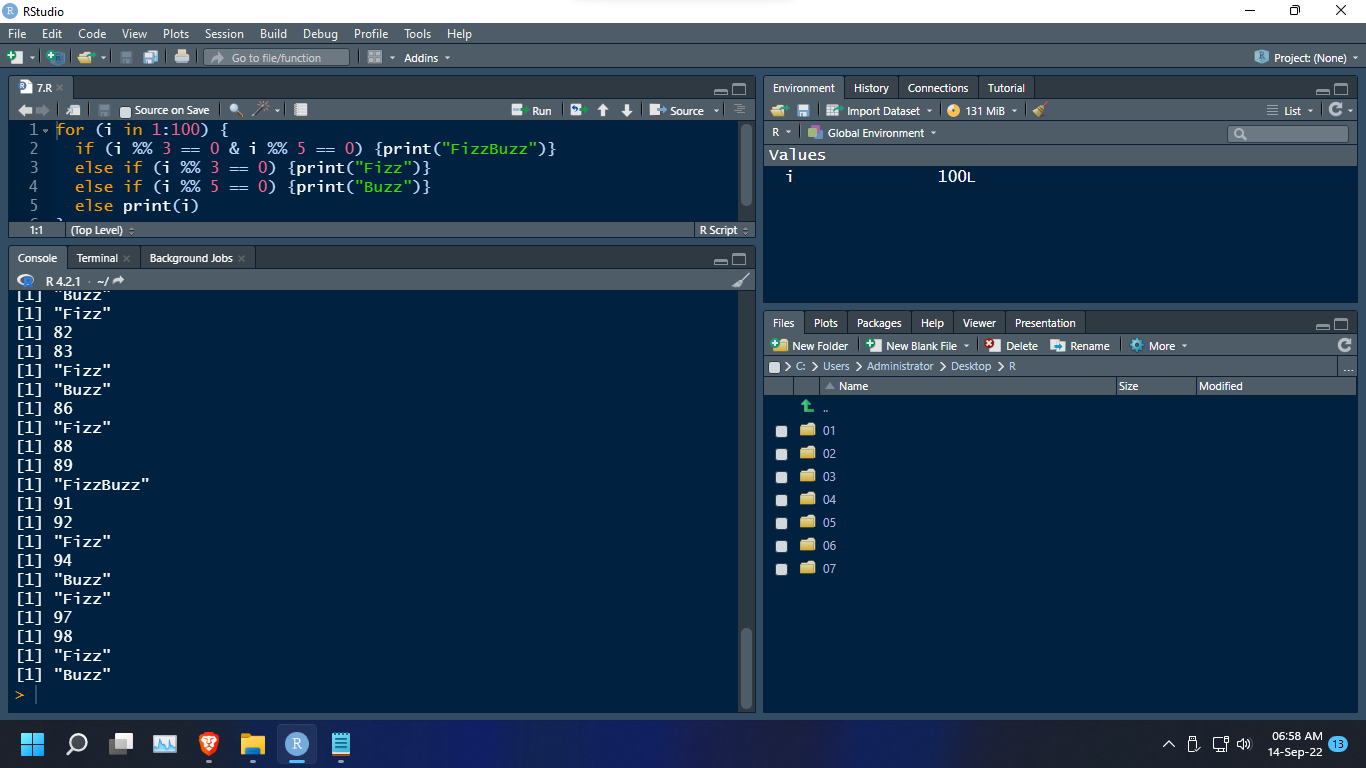 RStudio
File Edit Code View Plots Session Build Debug Profile Tools Help
Go to file/function Addins Project: (None)
7.R
Source on Save Run Source
1 for (i in 1:100) {
2 if (i %% 3 == 0 & i %% 5 == 0) {print("FizzBuzz")}
3 else if (i %% 3 == 0) {print("Fizz")}
4 else if (i %% 5 == 0) {print("Buzz")}
5 else print(i)
1:1 (Top Level) R Script
Console Terminal Background Jobs
R 4.2.1 · ~/
[1] "Buzz"
[1] "Fizz"
[1] 82
[1] 83
[1] "Fizz"
[1] "Buzz"
[1] 86
[1] "Fizz"
[1] 88
[1] 89
[1] "FizzBuzz"
[1] 91
[1] 92
[1] "Fizz"
[1] 94
[1] "Buzz"
[1] "Fizz"
[1] 97
[1] 98
[1] "Fizz"
[1] "Buzz"
>
Environment History Connections Tutorial
Import Dataset 131 MiB List
R Global Environment
Values
i 100L
Files Plots Packages Help Viewer Presentation
New Folder New Blank File Delete Rename More
C: > Users > Administrator > Desktop > R ...
Name Size Modified
..
01
02
03
04
05
06
07
06:58 AM
14-Sep-22 13